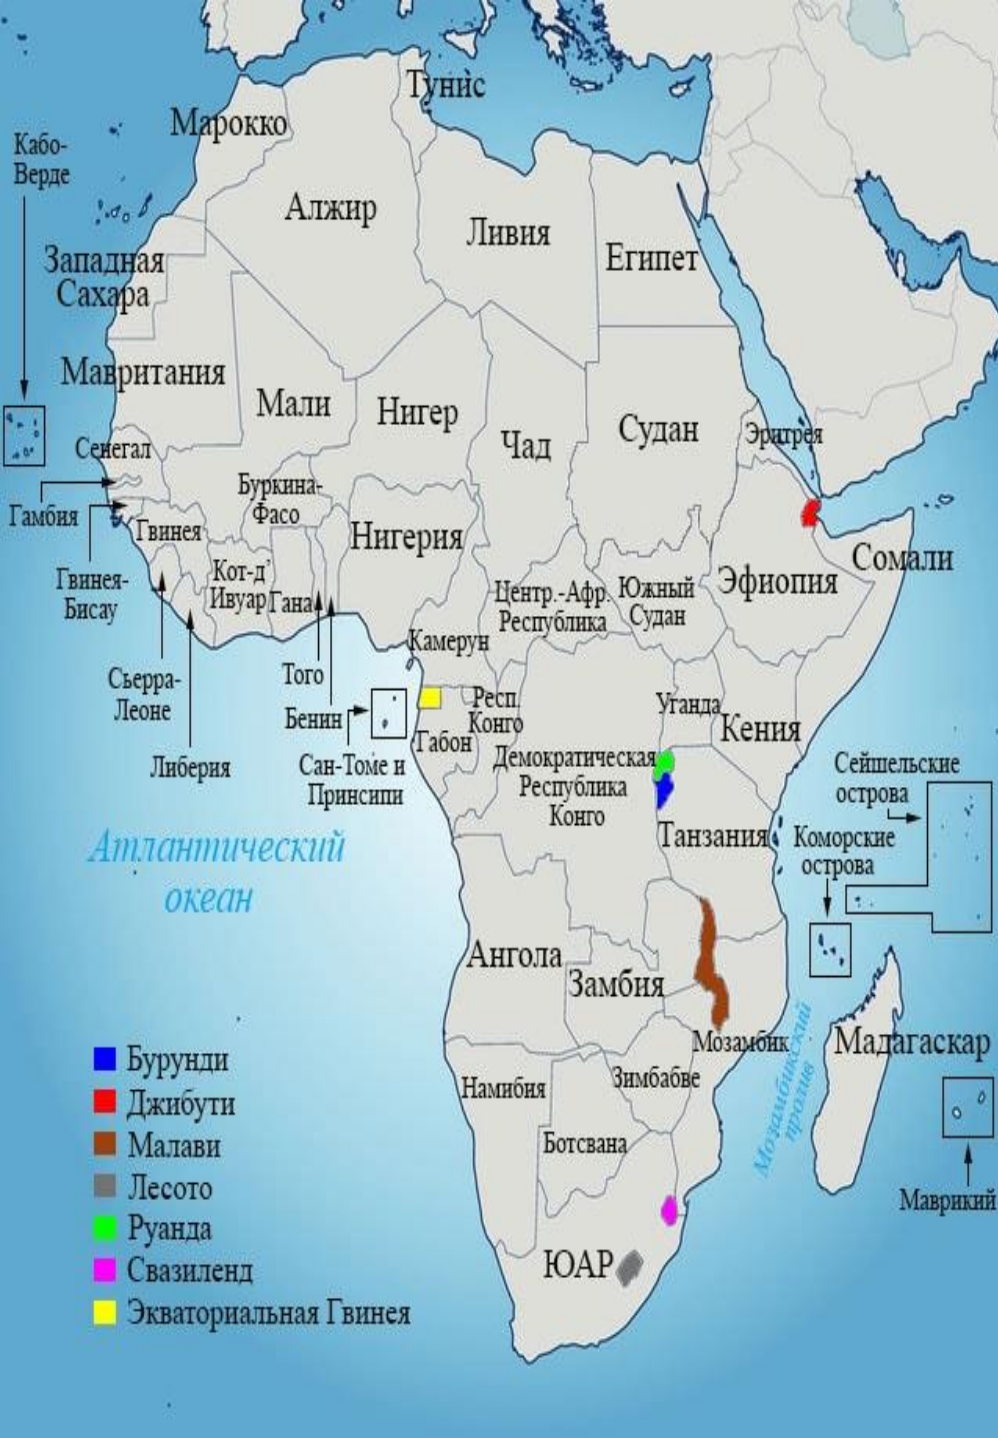 Тунис
Марокко
Кабо-
Верде
Алжир
Ливия
Египет
Западная
Сахара
Мавритания
Мали
Нигер
Чад
Судан
Эритрея
Сенегал
Буркина-
Фасо
Гамбия
Гвинея
Нигерия
Сомали
Гвинея-
Бисау
Кот-д'
Ивуар
Гана
Центр.-Афр.
Республика
Южный
Судан
Эфиопия
Камерун
Сьерра-
Леоне
Того
Бенин
Респ.
Конго
Уганда
Кения
Габон
Либерия
Сан-Томе и
Принсипи
Демократическая
Республика
Конго
Сейшельские
острова
Танзания
Коморские
острова
Атлантический
океан
Ангола
Замбия
Мозамбик
Мадагаскар
Мозамбикский
пролив
Намибия
Зимбабве
Ботсвана
Маврикий
ЮАР
Бурунди
Джибути
Малави
Лесото
Руанда
Свазиленд
Экваториальная Гвинея